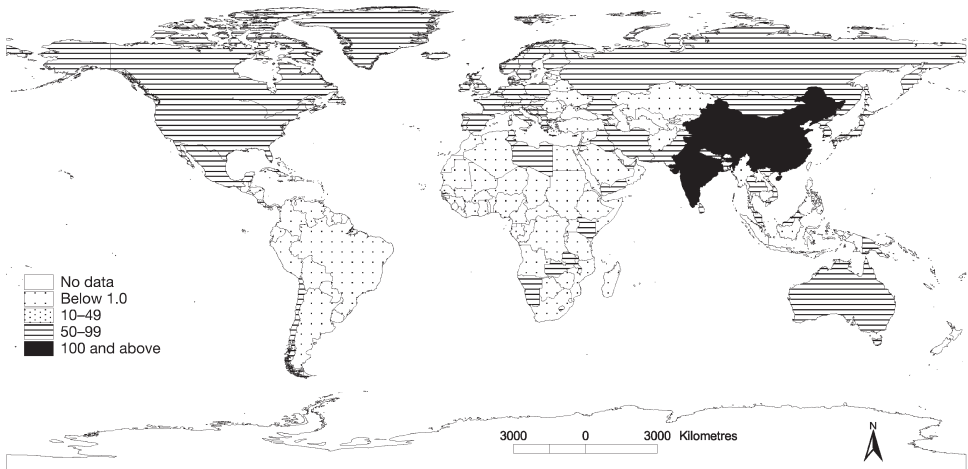 No data
Below 1.0
10–49
50–99
100 and above
3000 0 3000 Kilometres
N